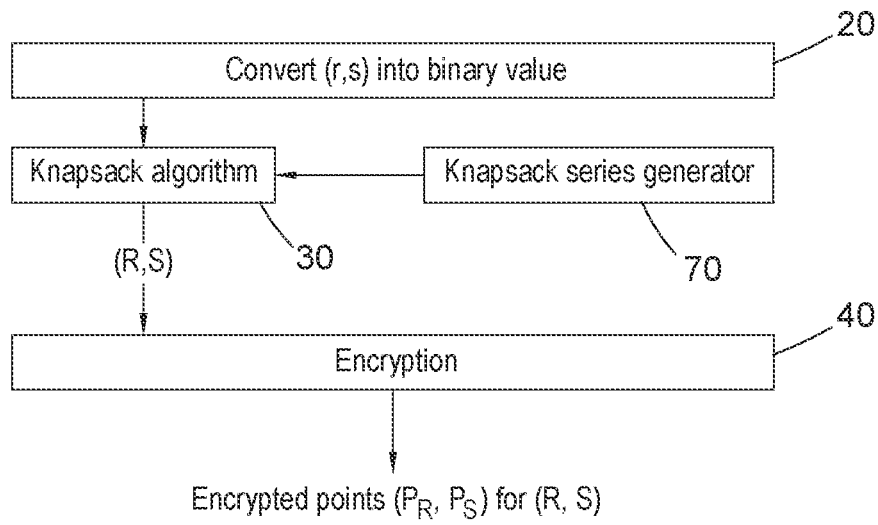 20
Convert (r,s) into binary value
Knapsack algorithm
Knapsack series generator
30
70
(R,S)
40
Encryption
Encrypted points (P_R, P_S) for (R, S)